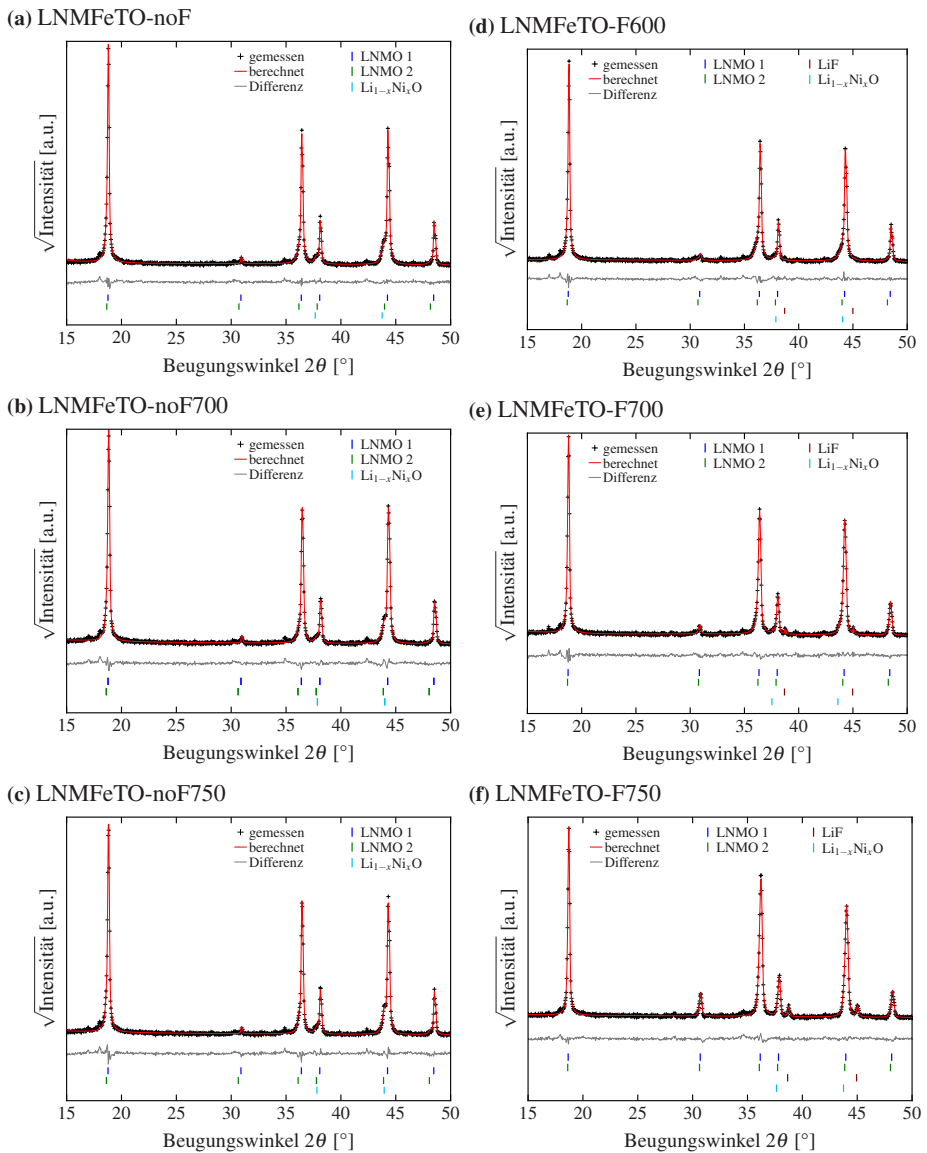 (a) LNMFeTO-noF
gemessen
berechnet
Differenz
LNMO 1
LNMO 2
Li₁₋ₓNiₓO
√Intensität [a.u.]
15 20 25 30 35 40 45 50
Beugungswinkel 2θ [°]
(d) LNMFeTO-F600
gemessen
berechnet
Differenz
LNMO 1
LNMO 2
LiF
Li₁₋ₓNiₓO
√Intensität [a.u.]
15 20 25 30 35 40 45 50
Beugungswinkel 2θ [°]
(b) LNMFeTO-noF700
gemessen
berechnet
Differenz
LNMO 1
LNMO 2
Li₁₋ₓNiₓO
√Intensität [a.u.]
15 20 25 30 35 40 45 50
Beugungswinkel 2θ [°]
(e) LNMFeTO-F700
gemessen
berechnet
Differenz
LNMO 1
LNMO 2
LiF
Li₁₋ₓNiₓO
√Intensität [a.u.]
15 20 25 30 35 40 45 50
Beugungswinkel 2θ [°]
(c) LNMFeTO-noF750
gemessen
berechnet
Differenz
LNMO 1
LNMO 2
Li₁₋ₓNiₓO
√Intensität [a.u.]
15 20 25 30 35 40 45 50
Beugungswinkel 2θ [°]
(f) LNMFeTO-F750
gemessen
berechnet
Differenz
LNMO 1
LNMO 2
LiF
Li₁₋ₓNiₓO
√Intensität [a.u.]
15 20 25 30 35 40 45 50
Beugungswinkel 2θ [°]